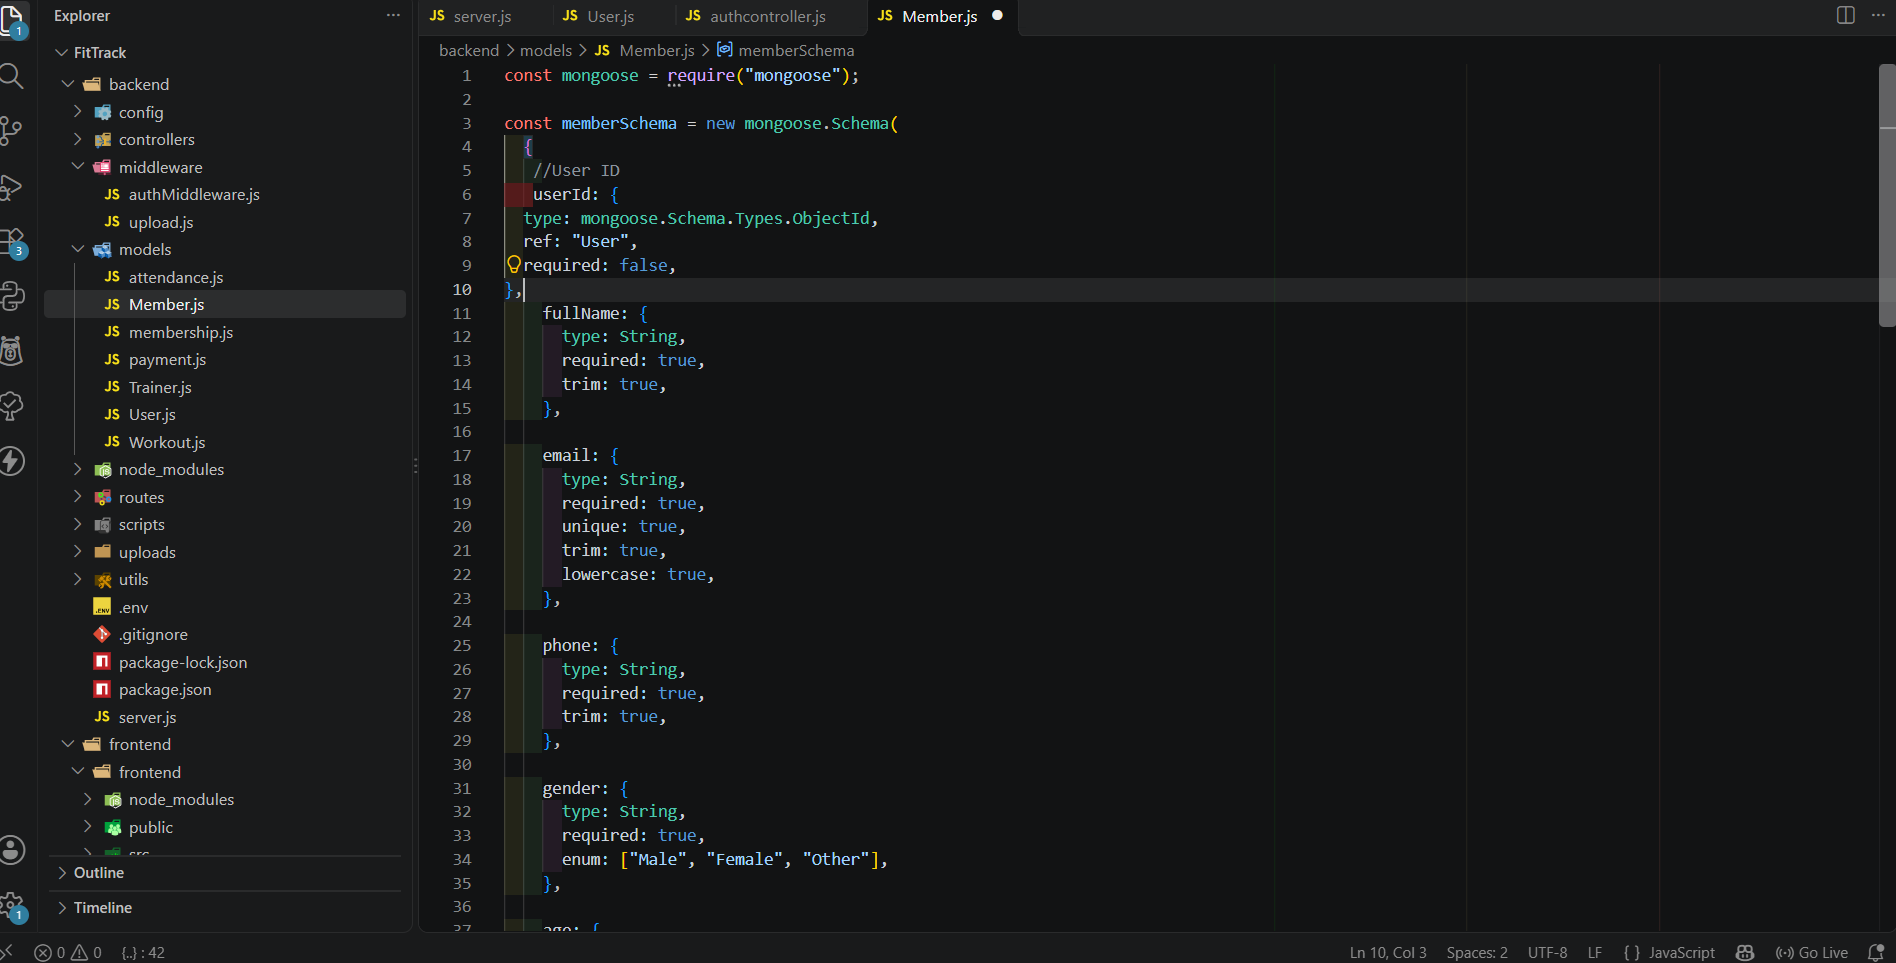 Explorer
FitTrack
backend
config
controllers
middleware
JS authMiddleware.js
JS upload.js
models
JS attendance.js
JS Member.js
JS membership.js
JS payment.js
JS Trainer.js
JS User.js
JS Workout.js
node_modules
routes
scripts
uploads
utils
.env
.gitignore
package-lock.json
package.json
JS server.js
frontend
frontend
node_modules
public
src
Outline
Timeline
1
3
1
JS server.js
JS User.js
JS authcontroller.js
JS Member.js
backend > models > JS Member.js > memberSchema
1 const mongoose = require("mongoose");
2
3 const memberSchema = new mongoose.Schema(
4 {
5 //User ID
6 userId: {
7 type: mongoose.Schema.Types.ObjectId,
8 ref: "User",
9 required: false,
10 },
11 fullName: {
12 type: String,
13 required: true,
14 trim: true,
15 },
16
17 email: {
18 type: String,
19 required: true,
20 unique: true,
21 trim: true,
22 lowercase: true,
23 },
24
25 phone: {
26 type: String,
27 required: true,
28 trim: true,
29 },
30
31 gender: {
32 type: String,
33 required: true,
34 enum: ["Male", "Female", "Other"],
35 },
36
37 age: {
0 0 {..} : 42
Ln 10, Col 3
Spaces: 2
UTF-8
LF
{ } JavaScript
Go Live